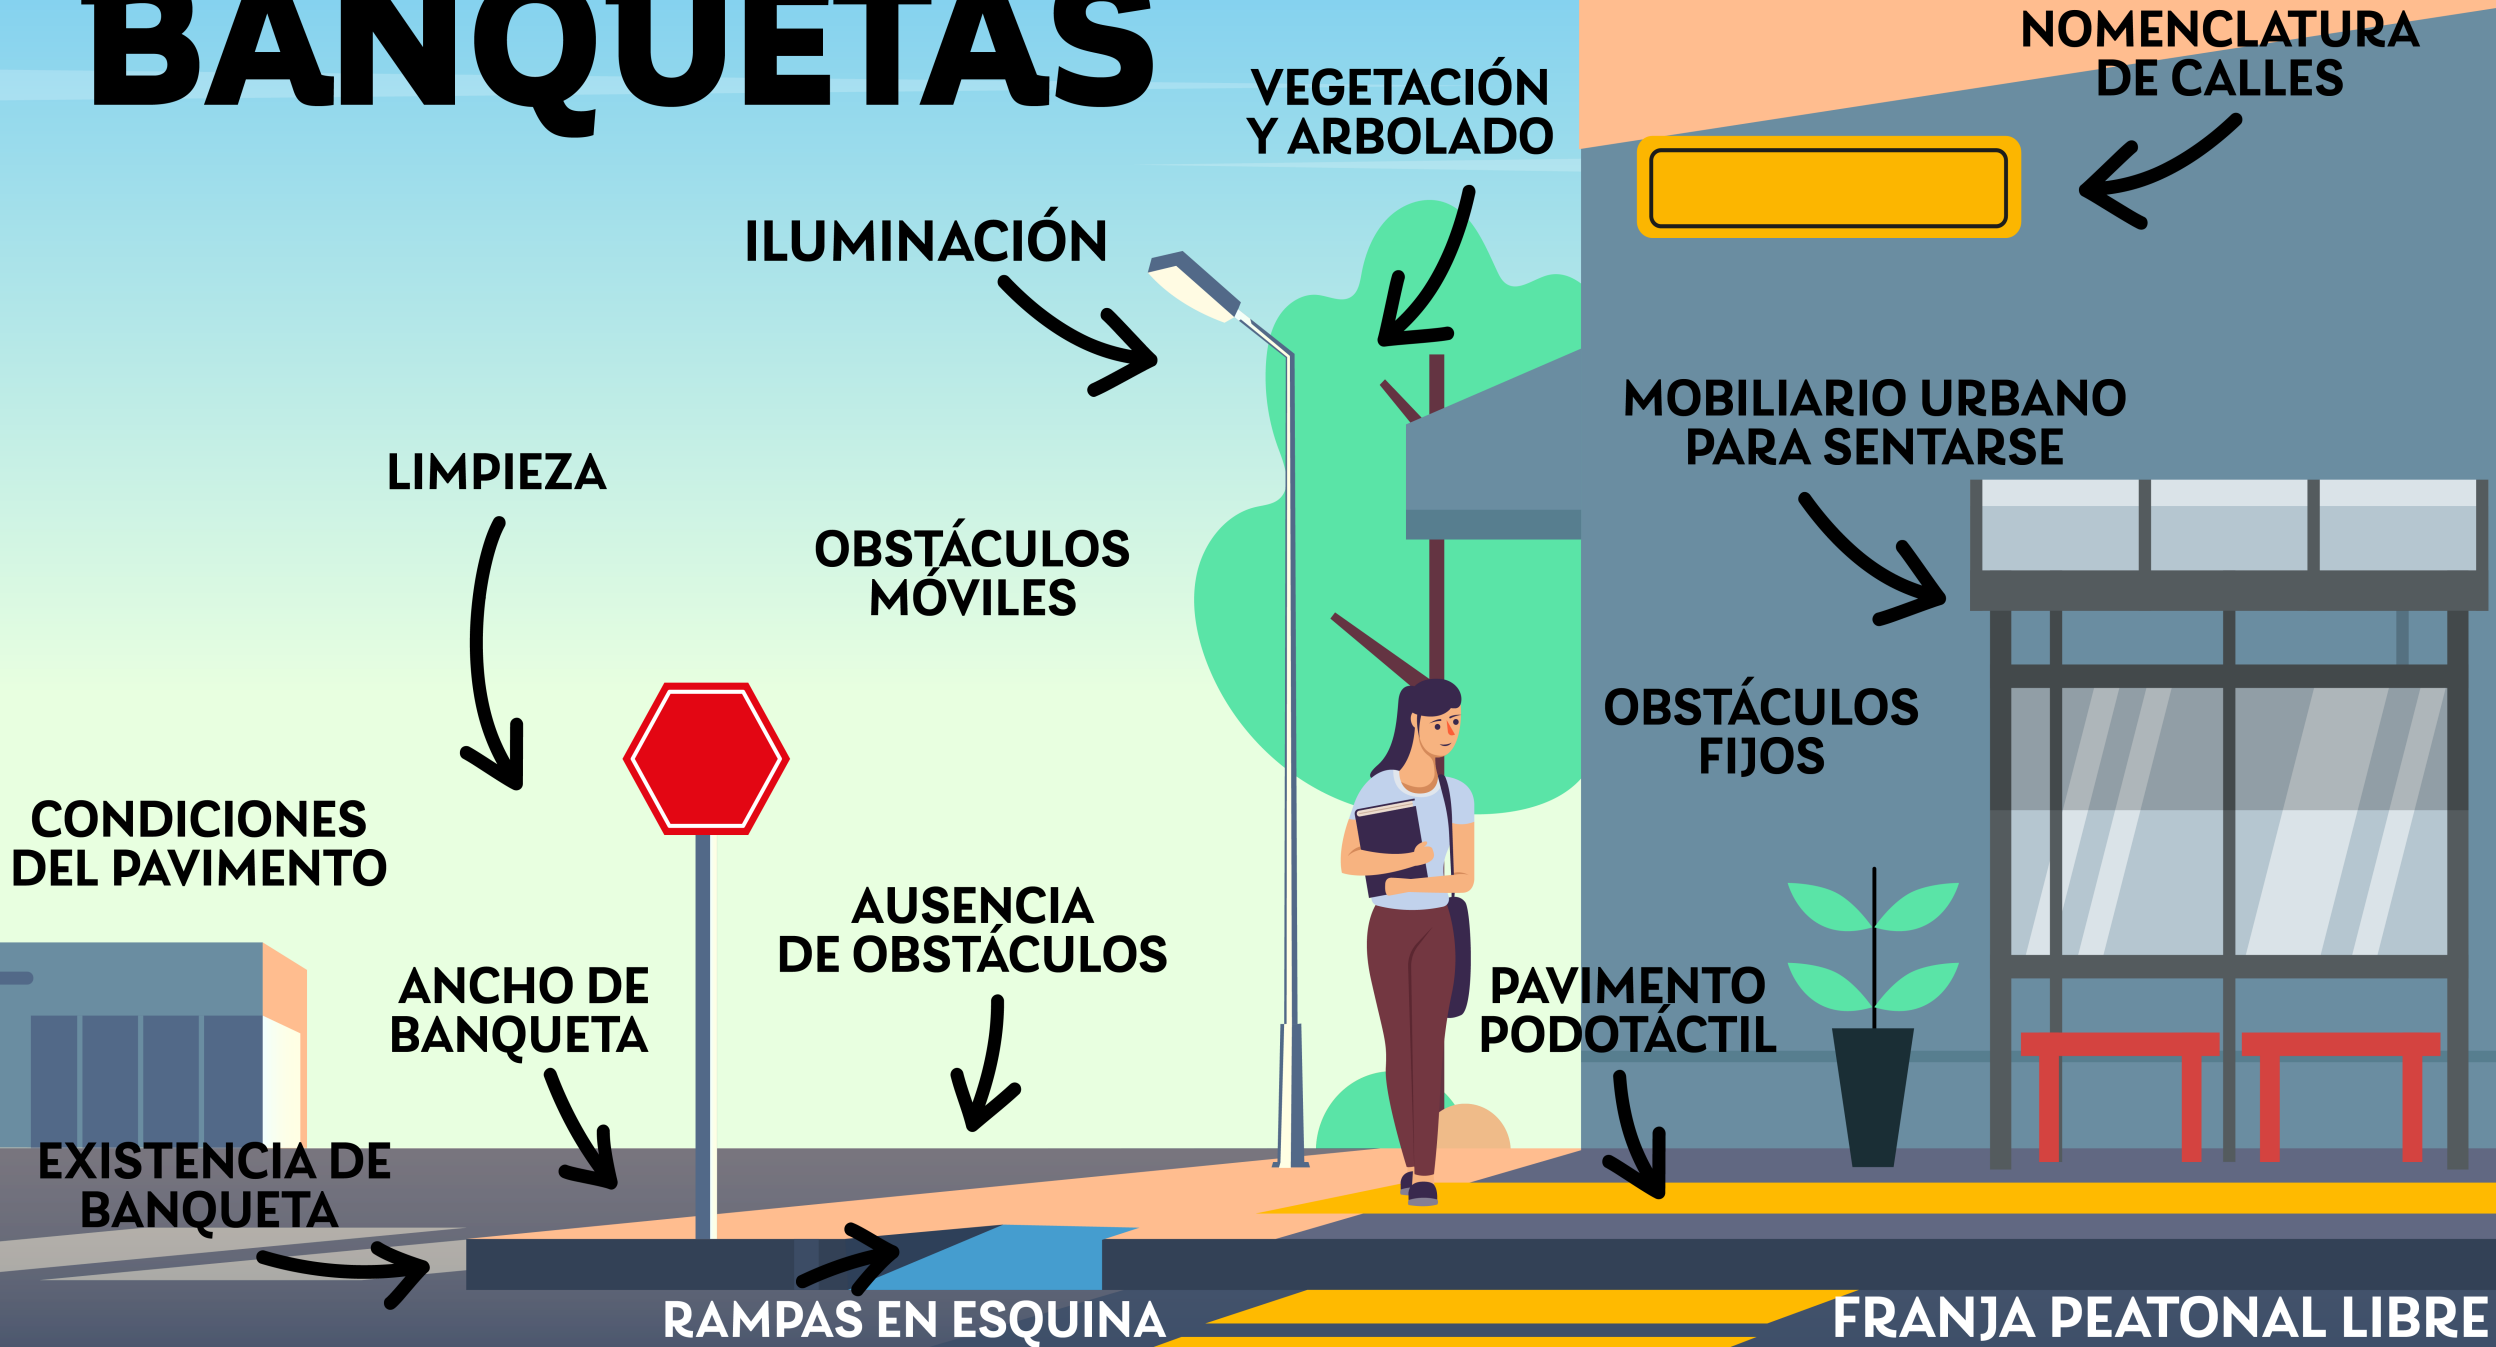 BANQUETAS
VEGETACIÓN
Y ARBOLADO
NOMENCLATURA
DE CALLES
ILUMINACIÓN
MOBILIARIO URBANO
PARA SENTARSE
LIMPIEZA
OBSTÁCULOS
MÓVILES
OBSTÁCULOS
FIJOS
CONDICIONES
DEL PAVIMENTO
AUSENCIA
DE OBSTÁCULOS
ANCHO DE
BANQUETA
PAVIMENTO
PODOTÁCTIL
EXISTENCIA DE
BANQUETA
RAMPAS EN ESQUINA
FRANJA PEATONAL LIBRE